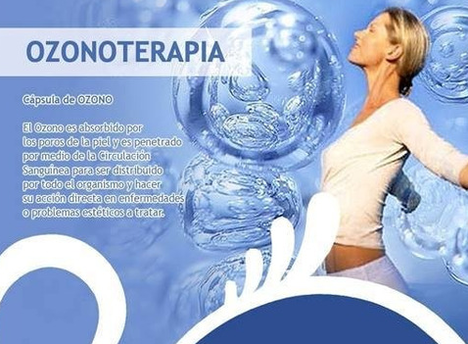 OZONOTERAPIA
Cápsula de OZONO
El Ozono es absorbido por
los poros de la piel y es penetrado
por medio de la Circulación
Sanguínea para ser distribuido
por todo el organismo y hacer
su acción directa en enfermedades
o problemas estéticos a tratar.